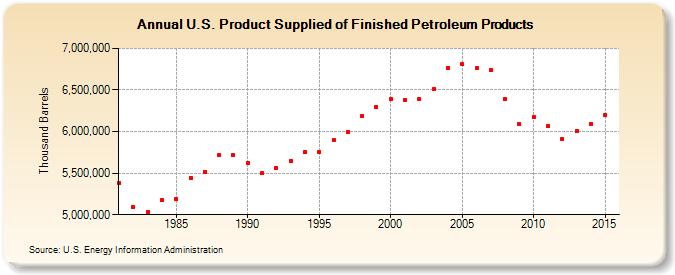 Annual U.S. Product Supplied of Finished Petroleum Products
Thousand Barrels
7,000,000
6,500,000
6,000,000
5,500,000
5,000,000
1985 1990 1995 2000 2005 2010 2015
Source: U.S. Energy Information Administration